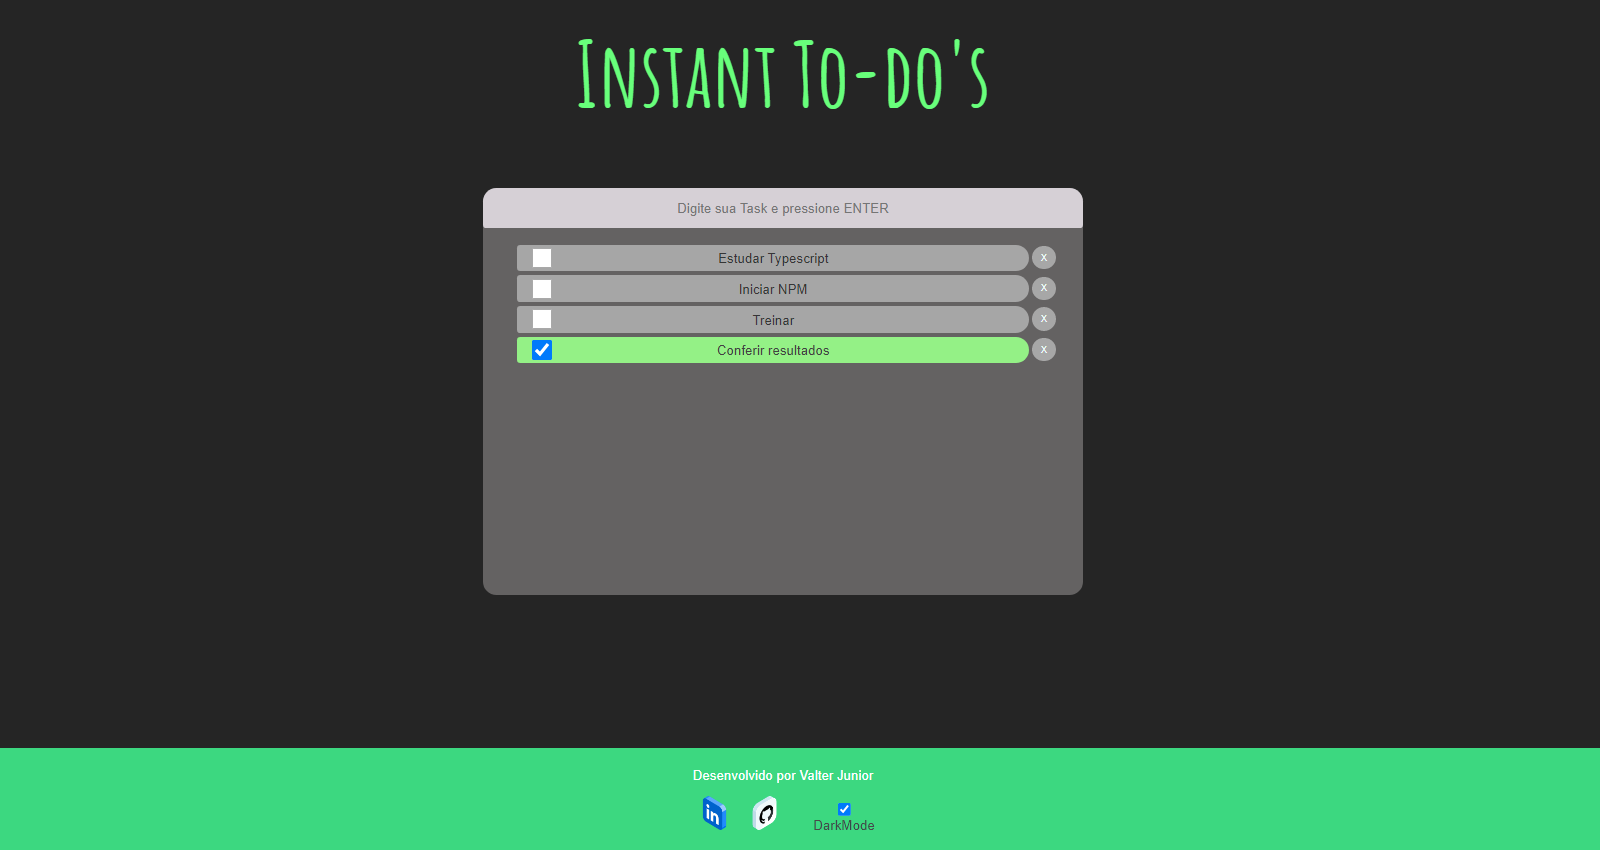 Instant To-do's
Digite sua Task e pressione ENTER
Estudar Typescript x
Iniciar NPM x
Treinar x
Conferir resultados x
Desenvolvido por Valter Junior
in
DarkMode